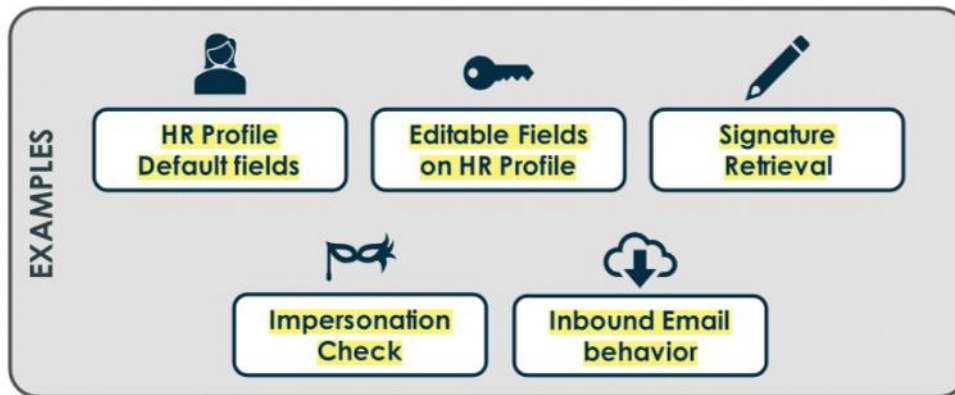 EXAMPLES
HR Profile
Default fields
Editable Fields
on HR Profile
Signature
Retrieval
Impersonation
Check
Inbound Email
behavior